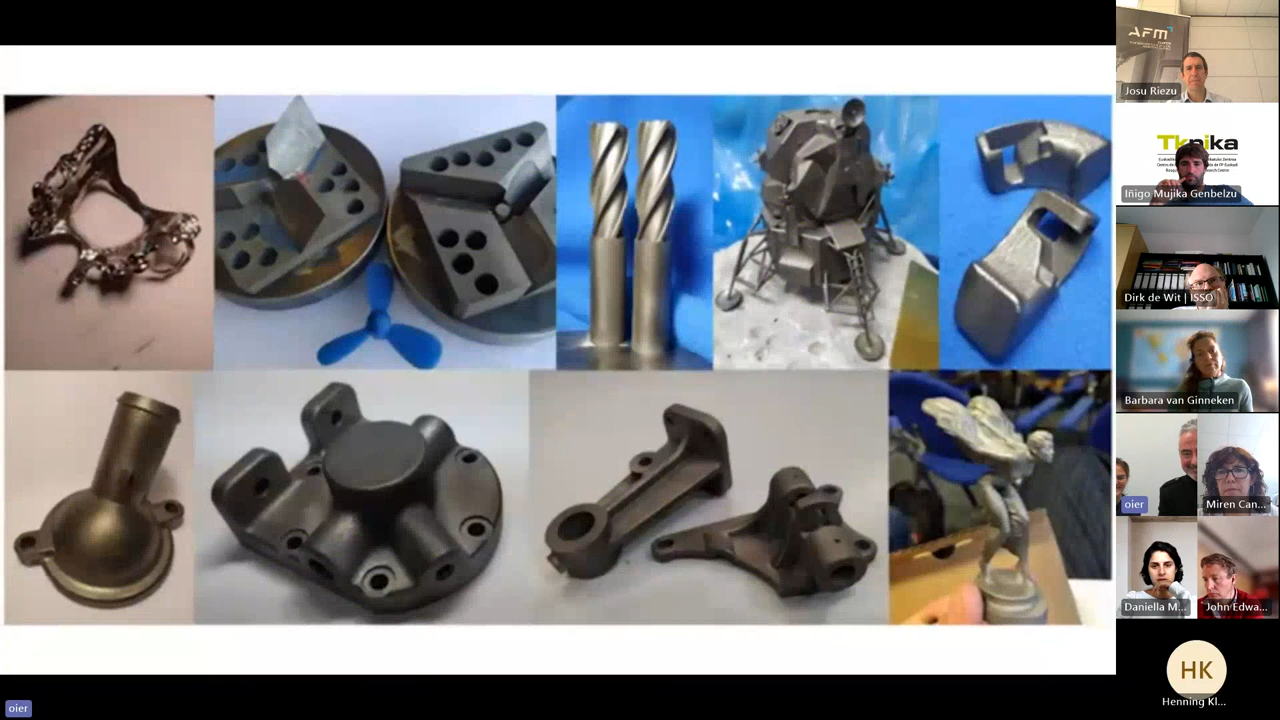 AFM
Josu Riezu
Tknika
Iñigo Mujika Genbelzu
Dirk de Wit | ISSO
Barbara van Ginneken
oier
Miren Can...
Daniella M...
John Edwa...
HK
Henning Kl...
oier